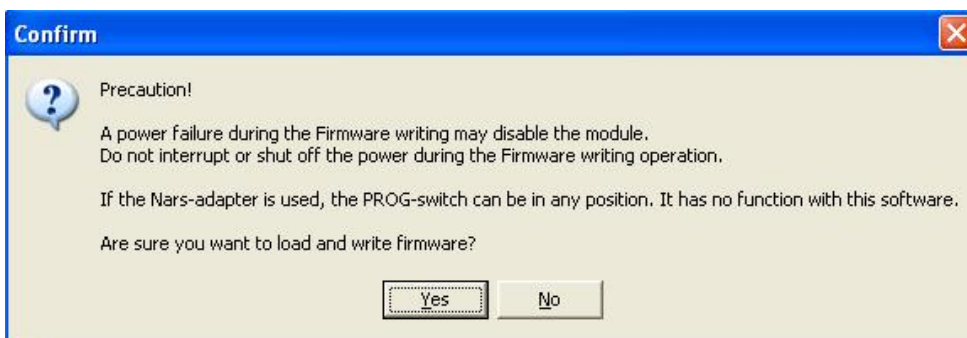 Confirm
Precaution!
A power failure during the Firmware writing may disable the module.
Do not interrupt or shut off the power during the Firmware writing operation.
If the Nars-adapter is used, the PROG-switch can be in any position. It has no function with this software.
Are sure you want to load and write firmware?
Yes No